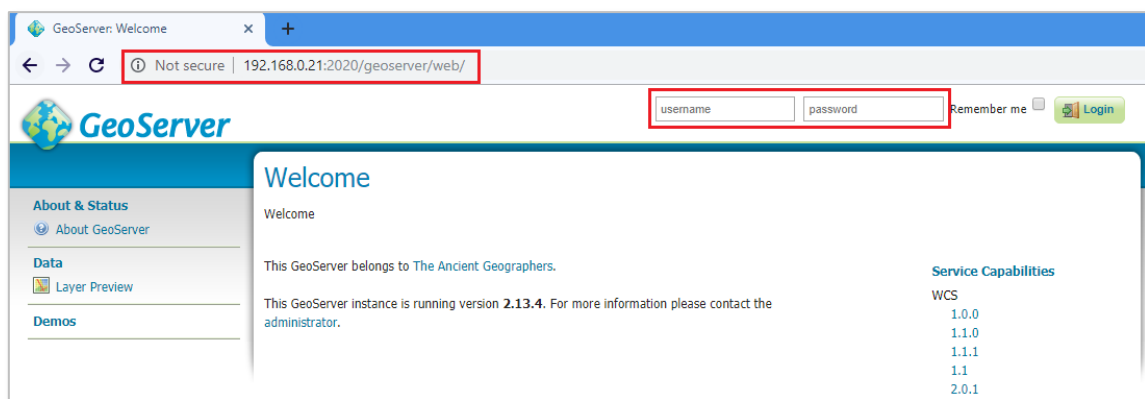 GeoServer: Welcome
Not secure | 192.168.0.21:2020/geoserver/web/
GeoServer
username password Remember me Login
Welcome
About & Status
Welcome
About GeoServer
Data
This GeoServer belongs to The Ancient Geographers.
Service Capabilities
Layer Preview
WCS
This GeoServer instance is running version 2.13.4. For more information please contact the
administrator.
Demos
1.0.0
1.1.0
1.1.1
1.1
2.0.1